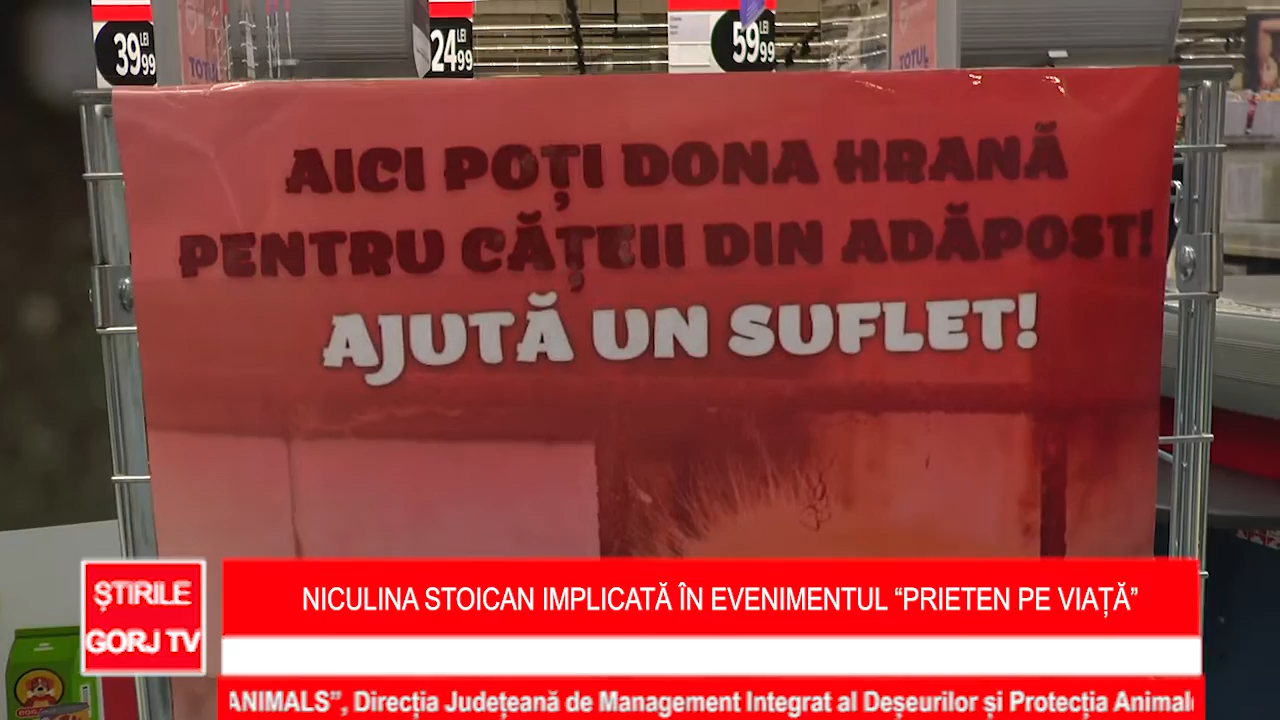 39 LEI 99
24 LEI 99
59 LEI 99
TOTUL
TOTUL
AICI POȚI DONA HRANĂ
PENTRU CĂȚEII DIN ADĂPOST!
AJUTĂ UN SUFLET!
ȘTIRILE
GORJ TV
NICULINA STOICAN IMPLICATĂ ÎN EVENIMENTUL “PRIETEN PE VIAȚĂ”
ANIMALS”, Direcția Județeană de Management Integrat al Deșeurilor și Protecția Animal